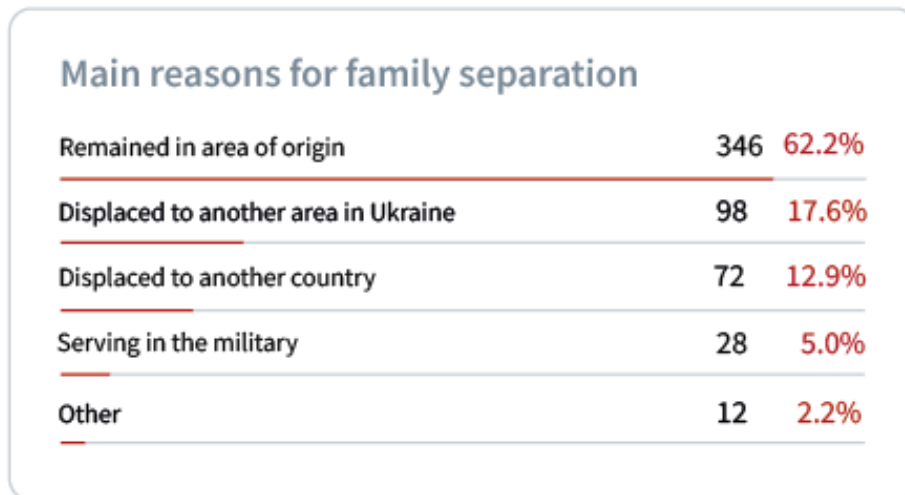 Main reasons for family separation
Remained in area of origin 346 62.2%
Displaced to another area in Ukraine 98 17.6%
Displaced to another country 72 12.9%
Serving in the military 28 5.0%
Other 12 2.2%